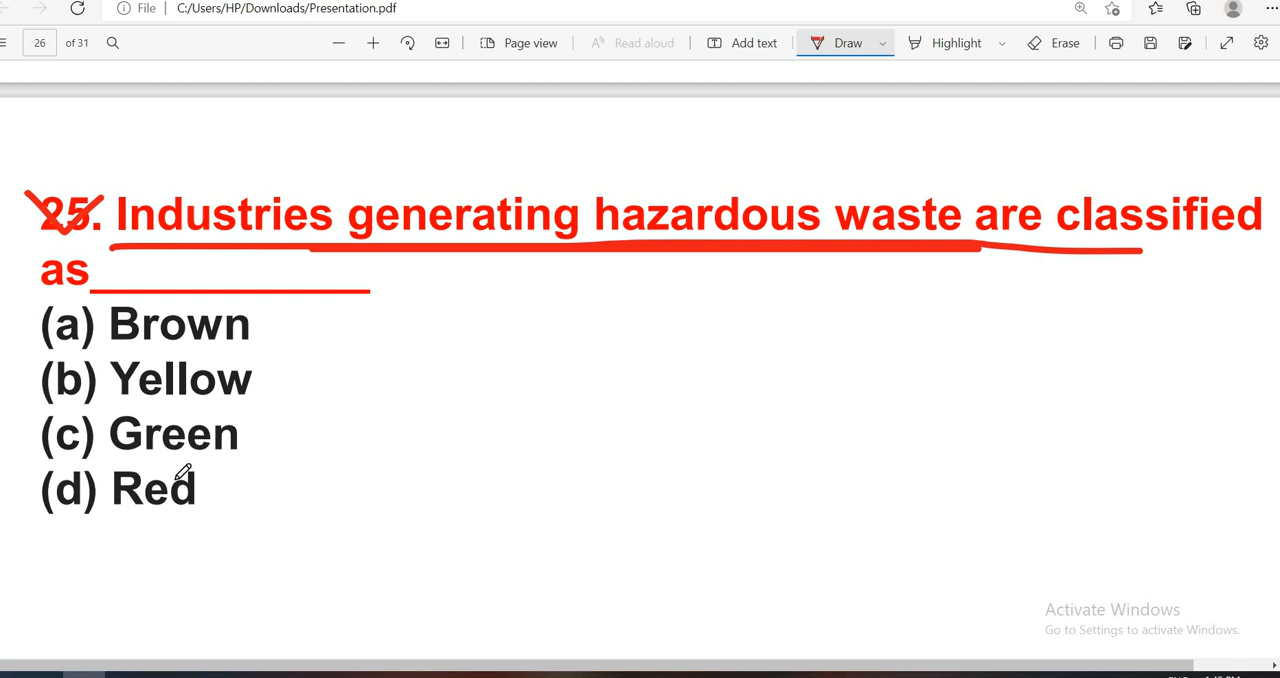 File C:/Users/HP/Downloads/Presentation.pdf
26 of 31 Page view Read aloud Add text Draw Highlight Erase
25. Industries generating hazardous waste are classified
as____________
(a) Brown
(b) Yellow
(c) Green
(d) Red
Activate Windows
Go to Settings to activate Windows.